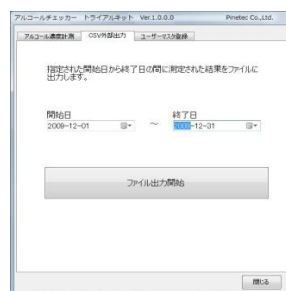 アルコールチェッカー トライアルキット Ver.1.0.0.0 Pinetec Co.,Ltd.
アルコール濃度計測 CSV外部出力 ユーザーマスタ登録
指定された開始日から終了日の間に測定された結果をファイルに
出力します。
開始日 終了日
2009-12-01 ～ 2009-12-31
ファイル出力開始
閉じる